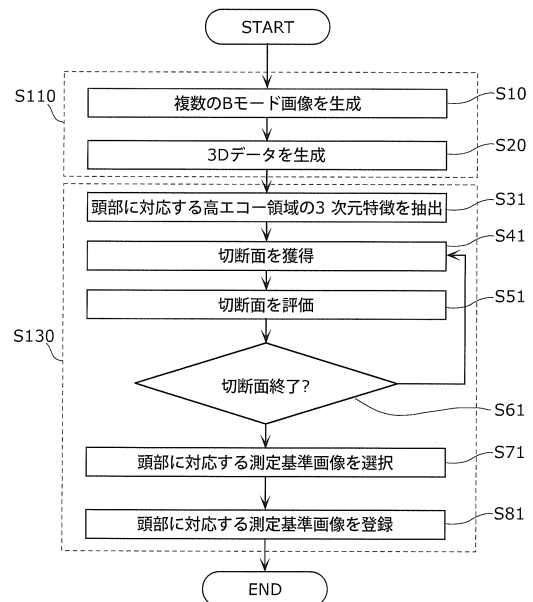 START
S110
複数のBモード画像を生成
S10
3Dデータを生成
S20
頭部に対応する高エコー領域の3 次元特徴を抽出
S31
切断面を獲得
S41
切断面を評価
S51
S130
切断面終了?
S61
頭部に対応する測定基準画像を選択
S71
頭部に対応する測定基準画像を登録
S81
END